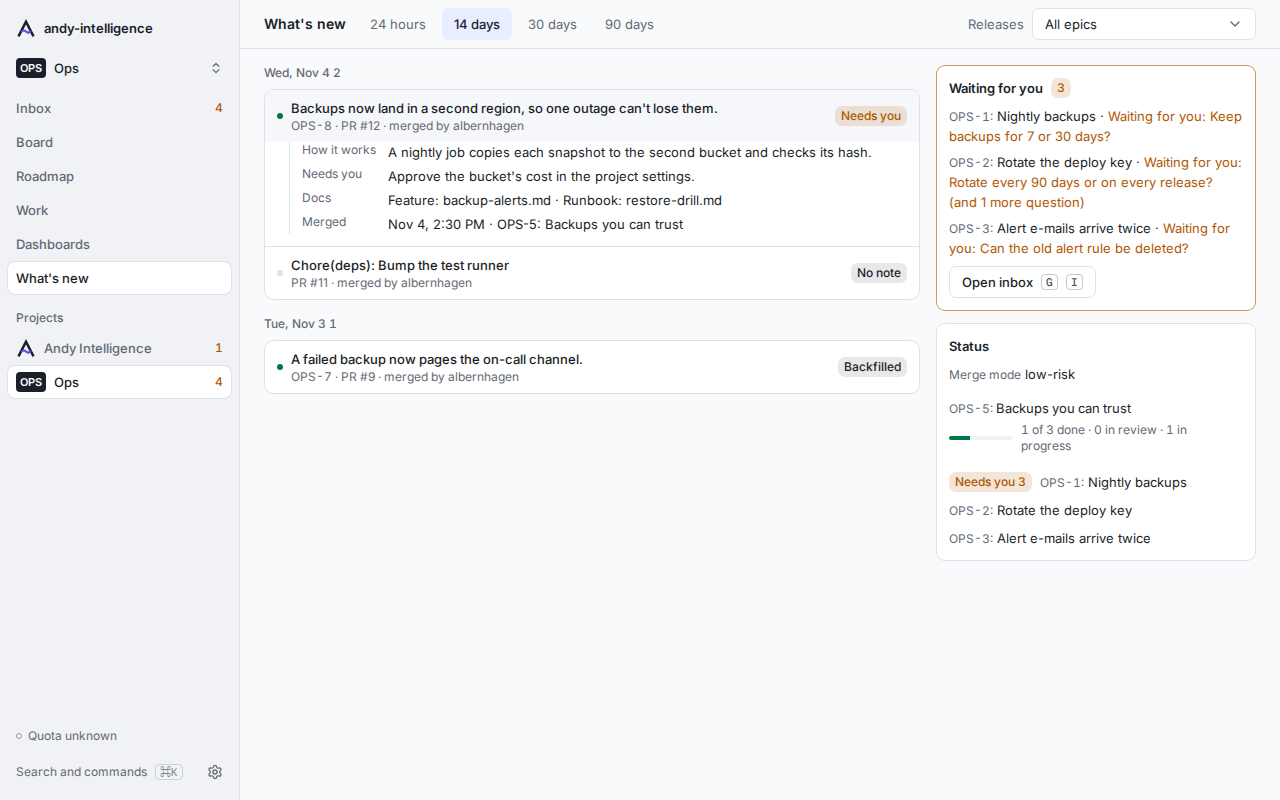 andy-intelligence
OPS Ops
Inbox 4
Board
Roadmap
Work
Dashboards
What's new
Projects
Andy Intelligence 1
OPS Ops 4
Quota unknown
Search and commands ⌘K
What's new 24 hours 14 days 30 days 90 days
Releases All epics
Wed, Nov 4 2
Backups now land in a second region, so one outage can't lose them.
OPS-8 · PR #12 · merged by albernhagen
Needs you
How it works A nightly job copies each snapshot to the second bucket and checks its hash.
Needs you Approve the bucket's cost in the project settings.
Docs Feature: backup-alerts.md · Runbook: restore-drill.md
Merged Nov 4, 2:30 PM · OPS-5: Backups you can trust
Chore(deps): Bump the test runner
PR #11 · merged by albernhagen
No note
Tue, Nov 3 1
A failed backup now pages the on-call channel.
OPS-7 · PR #9 · merged by albernhagen
Backfilled
Waiting for you 3
OPS-1: Nightly backups · Waiting for you: Keep
backups for 7 or 30 days?
OPS-2: Rotate the deploy key · Waiting for you:
Rotate every 90 days or on every release?
(and 1 more question)
OPS-3: Alert e-mails arrive twice · Waiting for
you: Can the old alert rule be deleted?
Open inbox G I
Status
Merge mode low-risk
OPS-5: Backups you can trust
1 of 3 done · 0 in review · 1 in
progress
Needs you 3 OPS-1: Nightly backups
OPS-2: Rotate the deploy key
OPS-3: Alert e-mails arrive twice